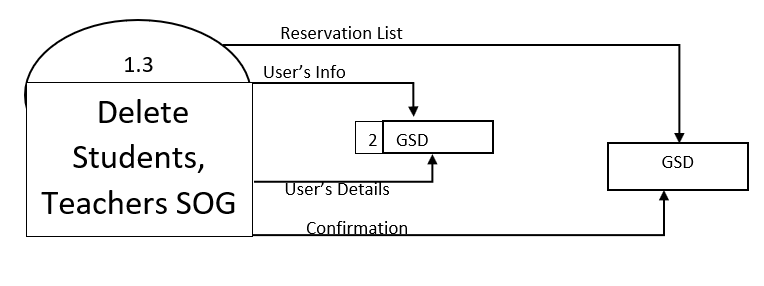 Reservation List
1.3
User's Info
Delete
Students,
Teachers SOG
2 GSD
GSD
User's Details
Confirmation